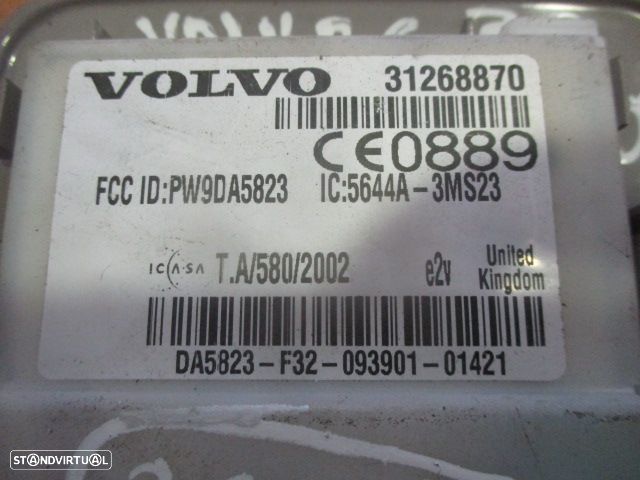 VOLVO 31268870
CE0889
FCC ID:PW9DA5823 IC:5644A-3MS23
ICASA T.A/580/2002 e2v United Kingdom
DA5823-F32-093901-01421
STANDVIRTUAL